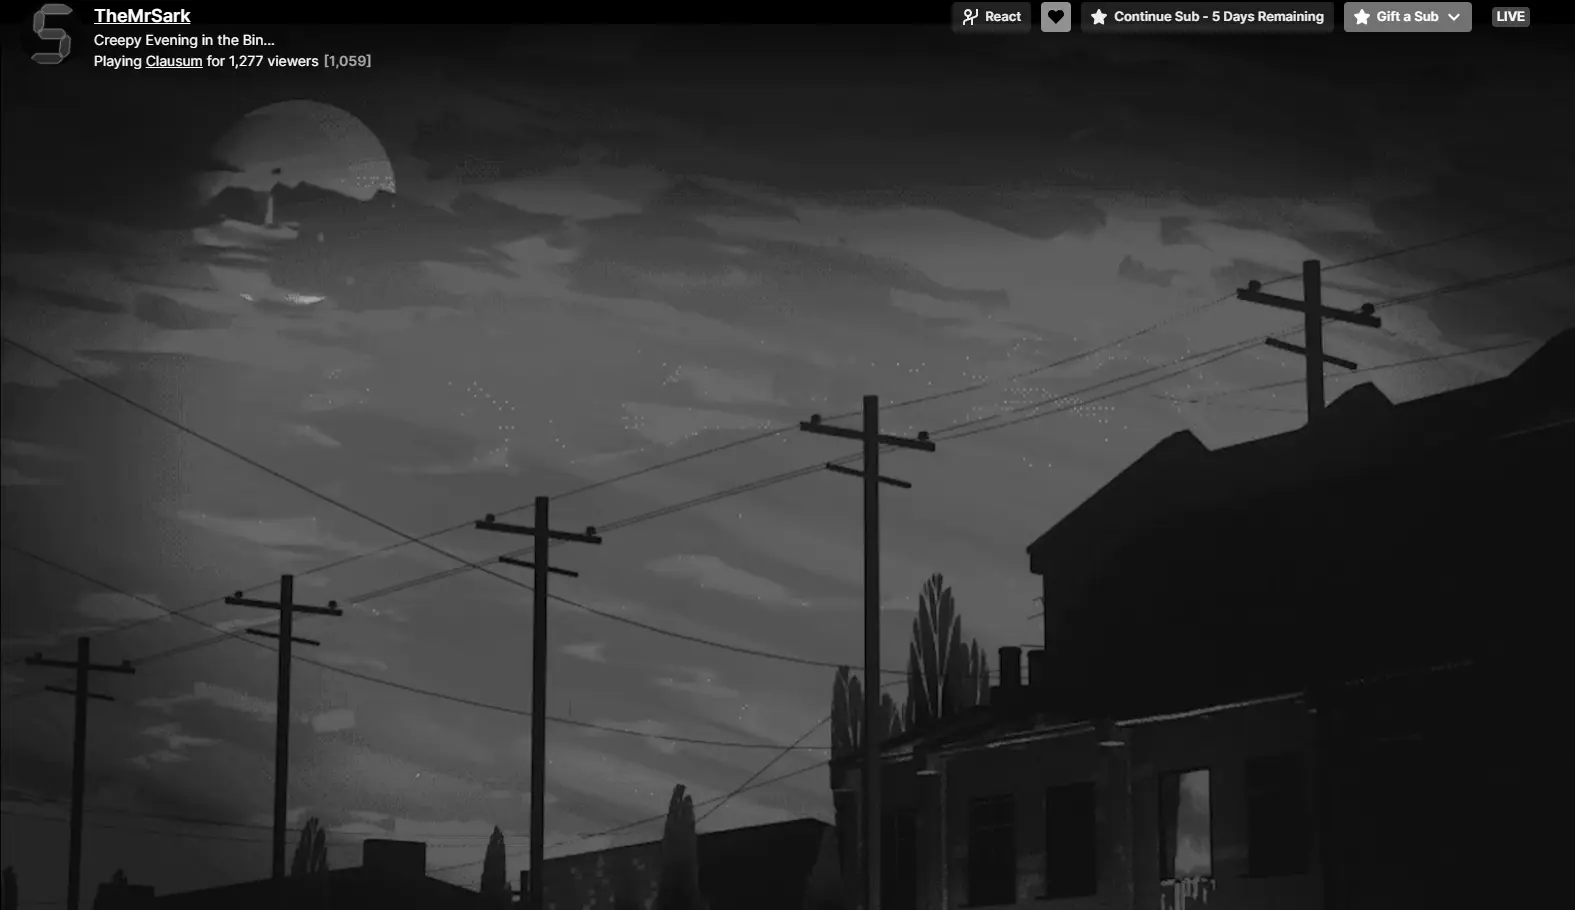 TheMrSark
Creepy Evening in the Bin...
Playing Clausum for 1,277 viewers [1,059]
React
Continue Sub - 5 Days Remaining
Gift a Sub
LIVE